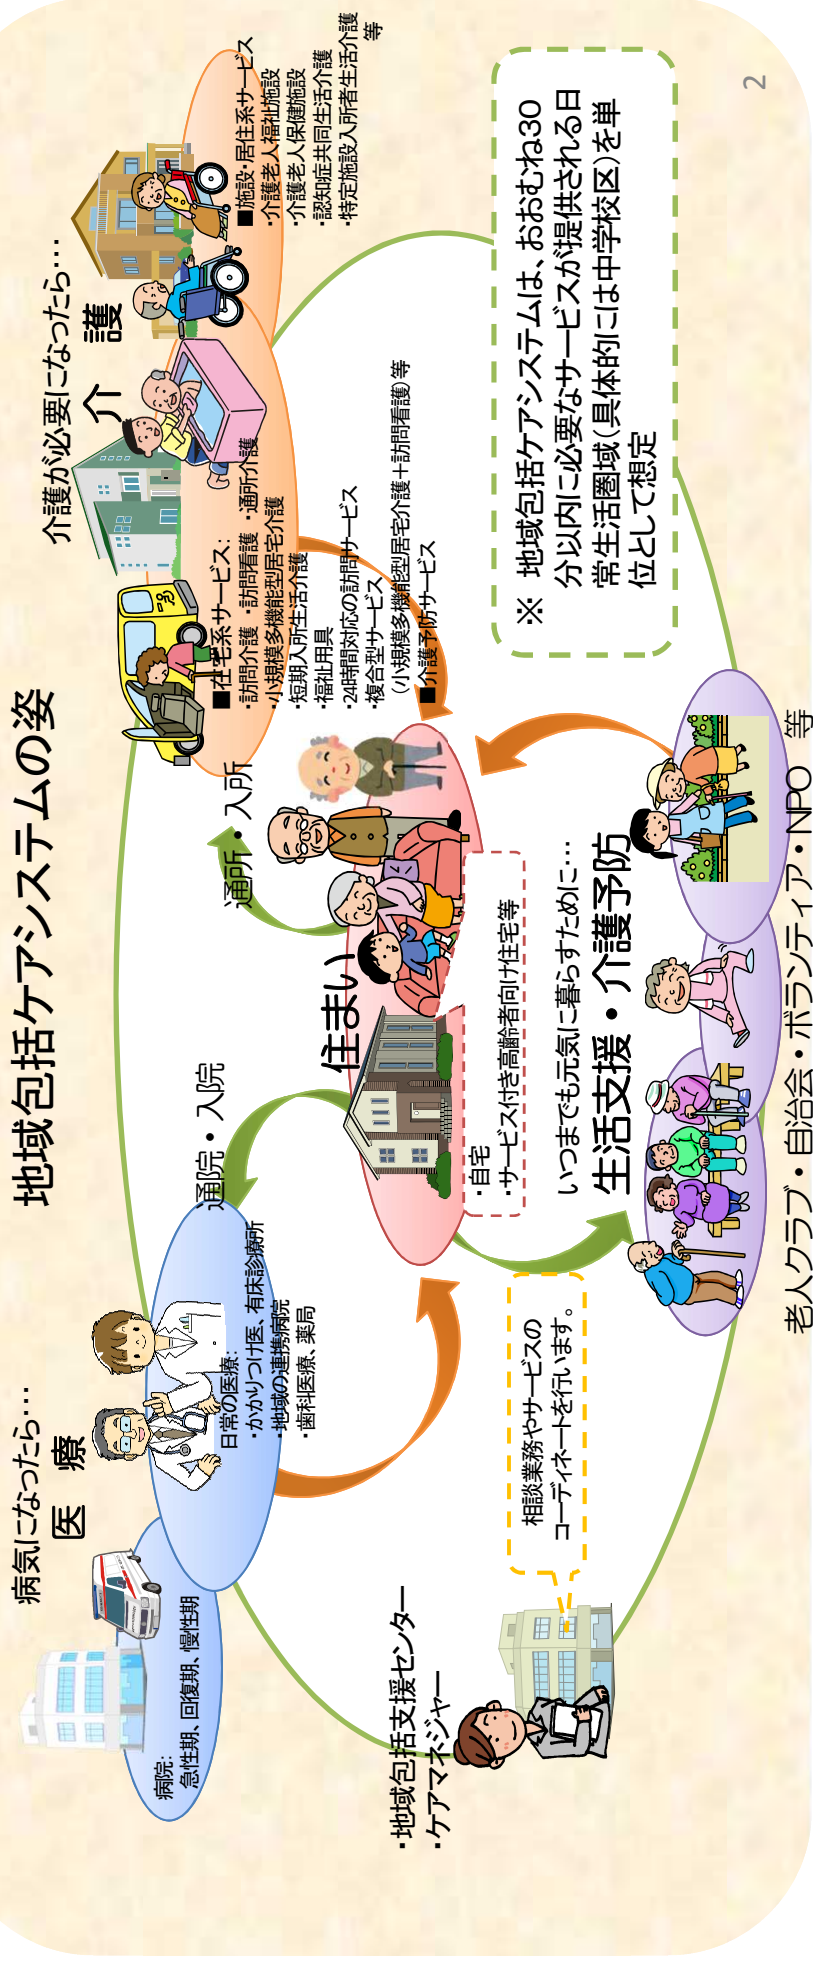 地域包括ケアシステムの姿
病気になったら…
医 療
病院:
急性期、回復期、慢性期
日常の医療:
・かかりつけ医、有床診療所
・地域の連携病院
・歯科医療、薬局
通院・入院
通所・入所
介護が必要になったら…
介 護
■在宅系サービス:
・訪問介護 ・訪問看護 ・通所介護
・小規模多機能型居宅介護
・短期入所生活介護
・福祉用具
・24時間対応の訪問サービス
・複合型サービス
(小規模多機能型居宅介護+訪問看護)等
■介護予防サービス
■施設・居住系サービス
・介護老人福祉施設
・介護老人保健施設
・認知症共同生活介護
・特定施設入所者生活介護
等
住まい
・自宅
・サービス付き高齢者向け住宅等
・地域包括支援センター
・ケアマネジャー
相談業務やサービスの
コーディネートを行います。
いつまでも元気に暮らすために…
生活支援・介護予防
老人クラブ・自治会・ボランティア・NPO 等
※ 地域包括ケアシステムは、おおむね30
分以内に必要なサービスが提供される日
常生活圏域(具体的には中学校区)を単
位として想定
2